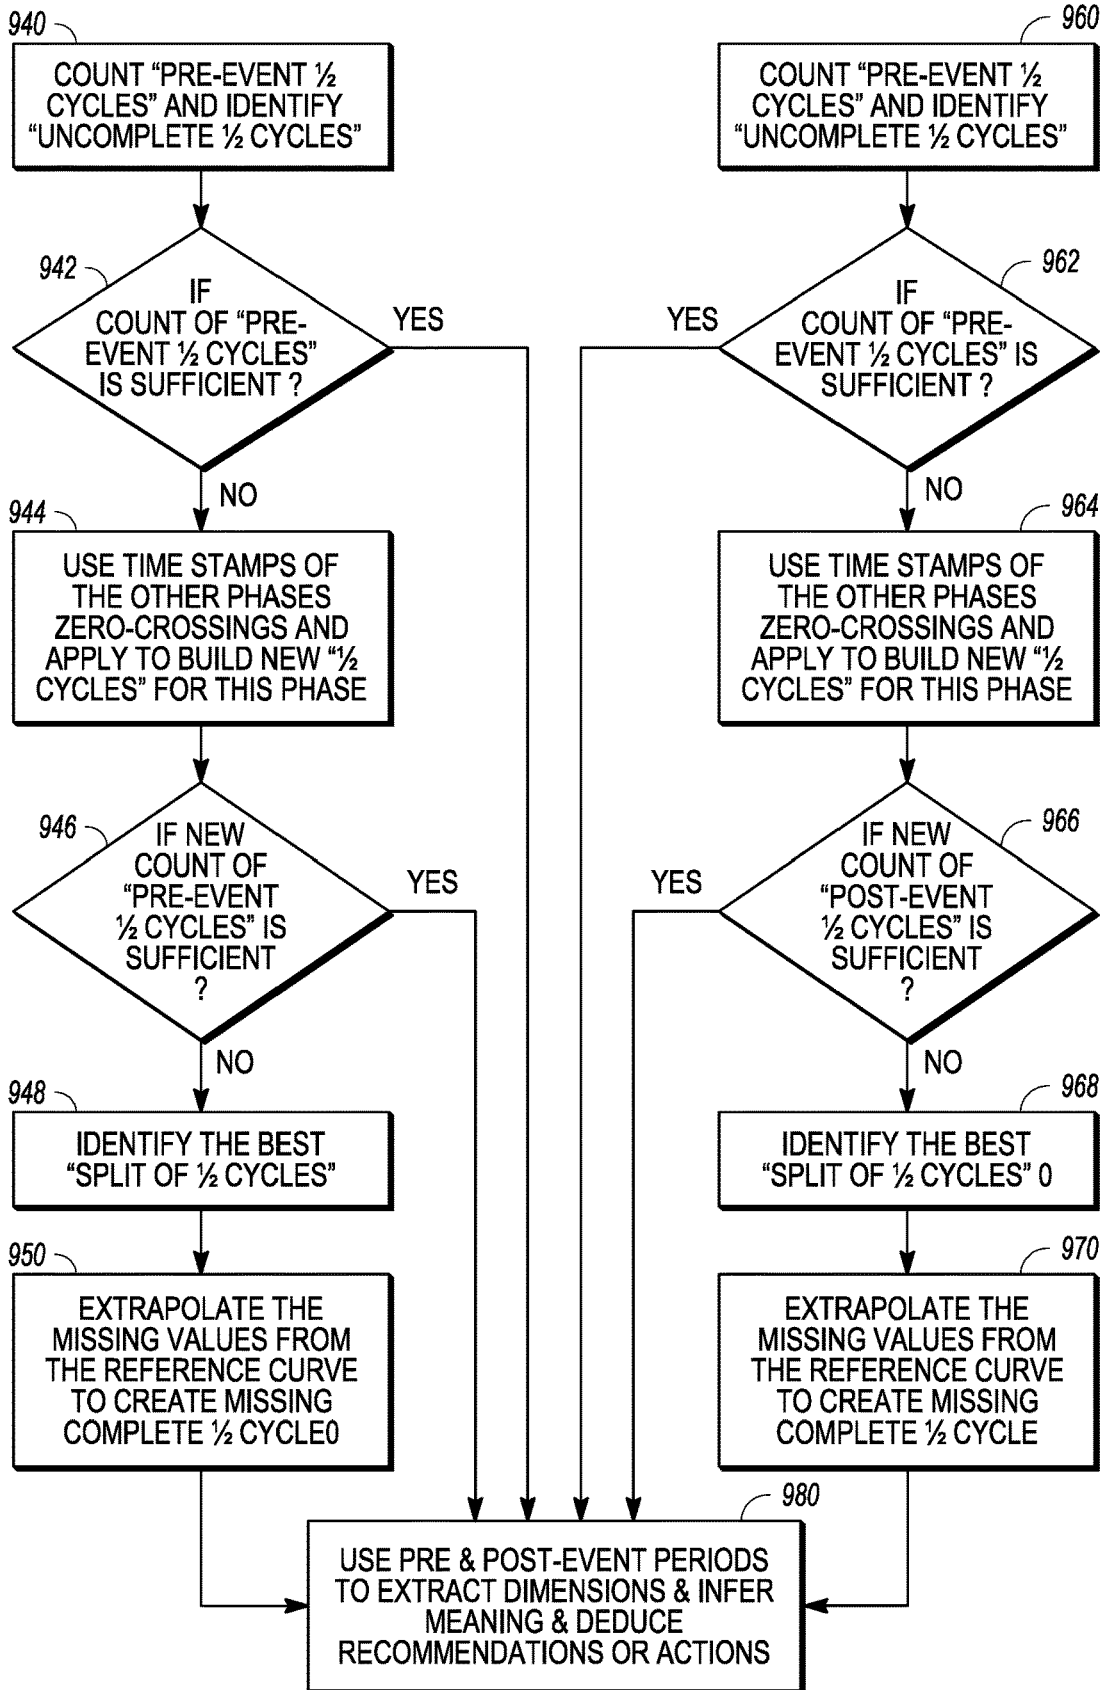 940
COUNT “PRE-EVENT ½
CYCLES” AND IDENTIFY
“UNCOMPLETE ½ CYCLES”
942
IF
COUNT OF “PRE-
EVENT ½ CYCLES”
IS SUFFICIENT ?
YES
NO
944
USE TIME STAMPS OF
THE OTHER PHASES
ZERO-CROSSINGS AND
APPLY TO BUILD NEW “½
CYCLES” FOR THIS PHASE
946
IF NEW
COUNT OF
“PRE-EVENT
½ CYCLES” IS
SUFFICIENT
?
YES
NO
948
IDENTIFY THE BEST
“SPLIT OF ½ CYCLES”
950
EXTRAPOLATE THE
MISSING VALUES FROM
THE REFERENCE CURVE
TO CREATE MISSING
COMPLETE ½ CYCLE0
960
COUNT “PRE-EVENT ½
CYCLES” AND IDENTIFY
“UNCOMPLETE ½ CYCLES”
962
IF
COUNT OF “PRE-
EVENT ½ CYCLES” IS
SUFFICIENT ?
YES
NO
964
USE TIME STAMPS OF
THE OTHER PHASES
ZERO-CROSSINGS AND
APPLY TO BUILD NEW “½
CYCLES” FOR THIS PHASE
966
IF NEW
COUNT OF
“POST-EVENT
½ CYCLES” IS
SUFFICIENT
?
YES
NO
968
IDENTIFY THE BEST
“SPLIT OF ½ CYCLES” 0
970
EXTRAPOLATE THE
MISSING VALUES FROM
THE REFERENCE CURVE
TO CREATE MISSING
COMPLETE ½ CYCLE
980
USE PRE & POST-EVENT PERIODS
TO EXTRACT DIMENSIONS & INFER
MEANING & DEDUCE
RECOMMENDATIONS OR ACTIONS